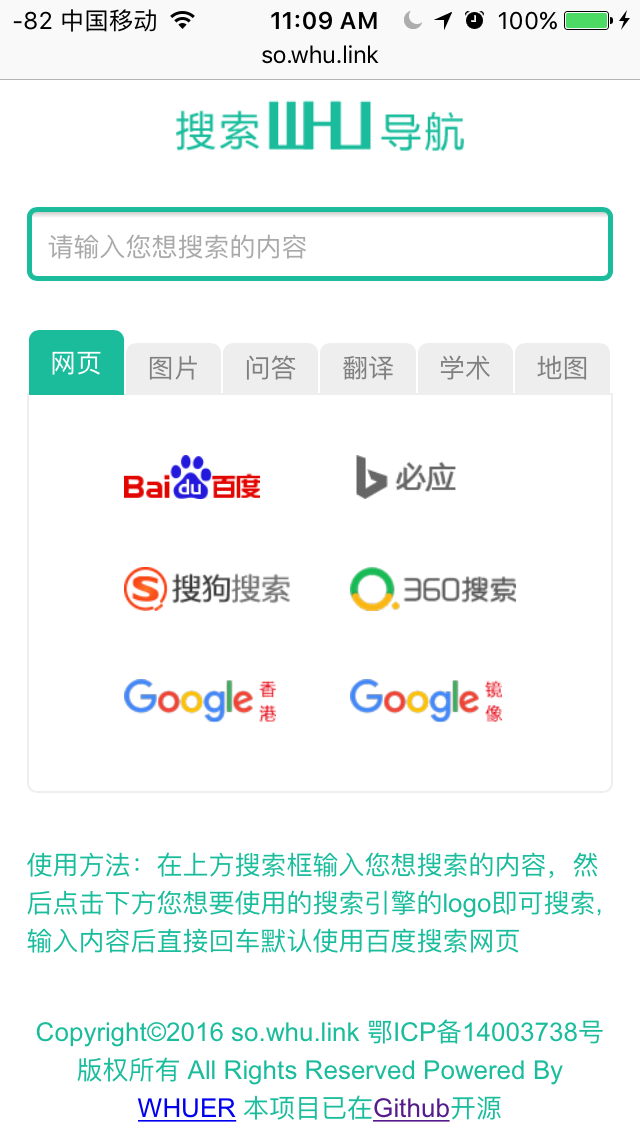 -82 中国移动 11:09 AM 100%
so.whu.link
搜索WHU导航
请输入您想搜索的内容
网页 图片 问答 翻译 学术 地图
Bai du 百度 必应
搜狗搜索 360搜索
Google 香港 Google 镜像
使用方法：在上方搜索框输入您想搜索的内容，然
后点击下方您想要使用的搜索引擎的logo即可搜索,
输入内容后直接回车默认使用百度搜索网页
Copyright©2016 so.whu.link 鄂ICP备14003738号
版权所有 All Rights Reserved Powered By
WHUER 本项目已在Github开源